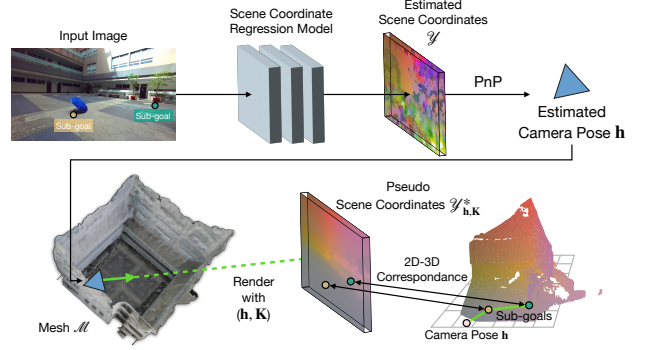 Input Image
Sub-goal
Sub-goal
Scene Coordinate
Regression Model
Estimated
Scene Coordinates
𝒴
PnP
Estimated
Camera Pose h
Mesh ℳ
Render
with
(h, K)
Pseudo
Scene Coordinates 𝒴*h,K
2D-3D
Correspondance
Sub-goals
Camera Pose h